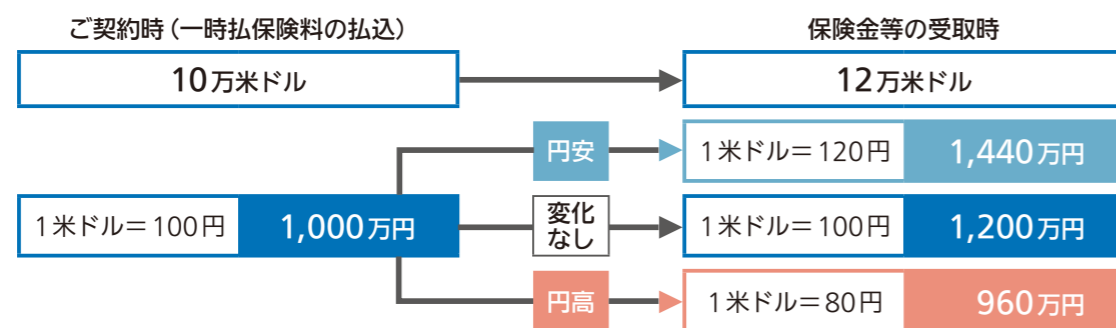 ご契約時（一時払保険料の払込）
保険金等の受取時
10万米ドル
12万米ドル
円安
1米ドル＝120円
1,440万円
1米ドル＝100円
1,000万円
変化
なし
1米ドル＝100円
1,200万円
円高
1米ドル＝80円
960万円